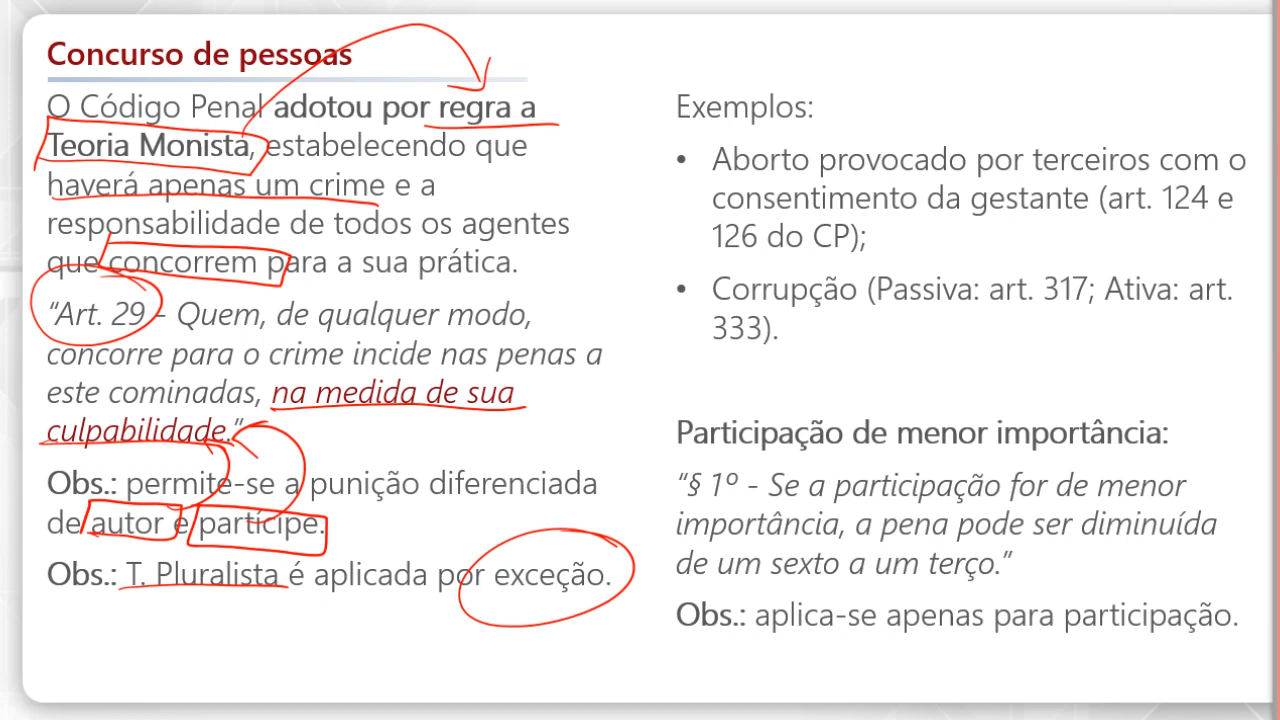 Concurso de pessoas
O Código Penal adotou por regra a
Teoria Monista, estabelecendo que
haverá apenas um crime e a
responsabilidade de todos os agentes
que concorrem para a sua prática.
“Art. 29 - Quem, de qualquer modo,
concorre para o crime incide nas penas a
este cominadas, na medida de sua
culpabilidade.”
Obs.: permite-se a punição diferenciada
de autor e partícipe.
Obs.: T. Pluralista é aplicada por exceção.
Exemplos:
• Aborto provocado por terceiros com o
consentimento da gestante (art. 124 e
126 do CP);
• Corrupção (Passiva: art. 317; Ativa: art.
333).
Participação de menor importância:
“§ 1º - Se a participação for de menor
importância, a pena pode ser diminuída
de um sexto a um terço.”
Obs.: aplica-se apenas para participação.